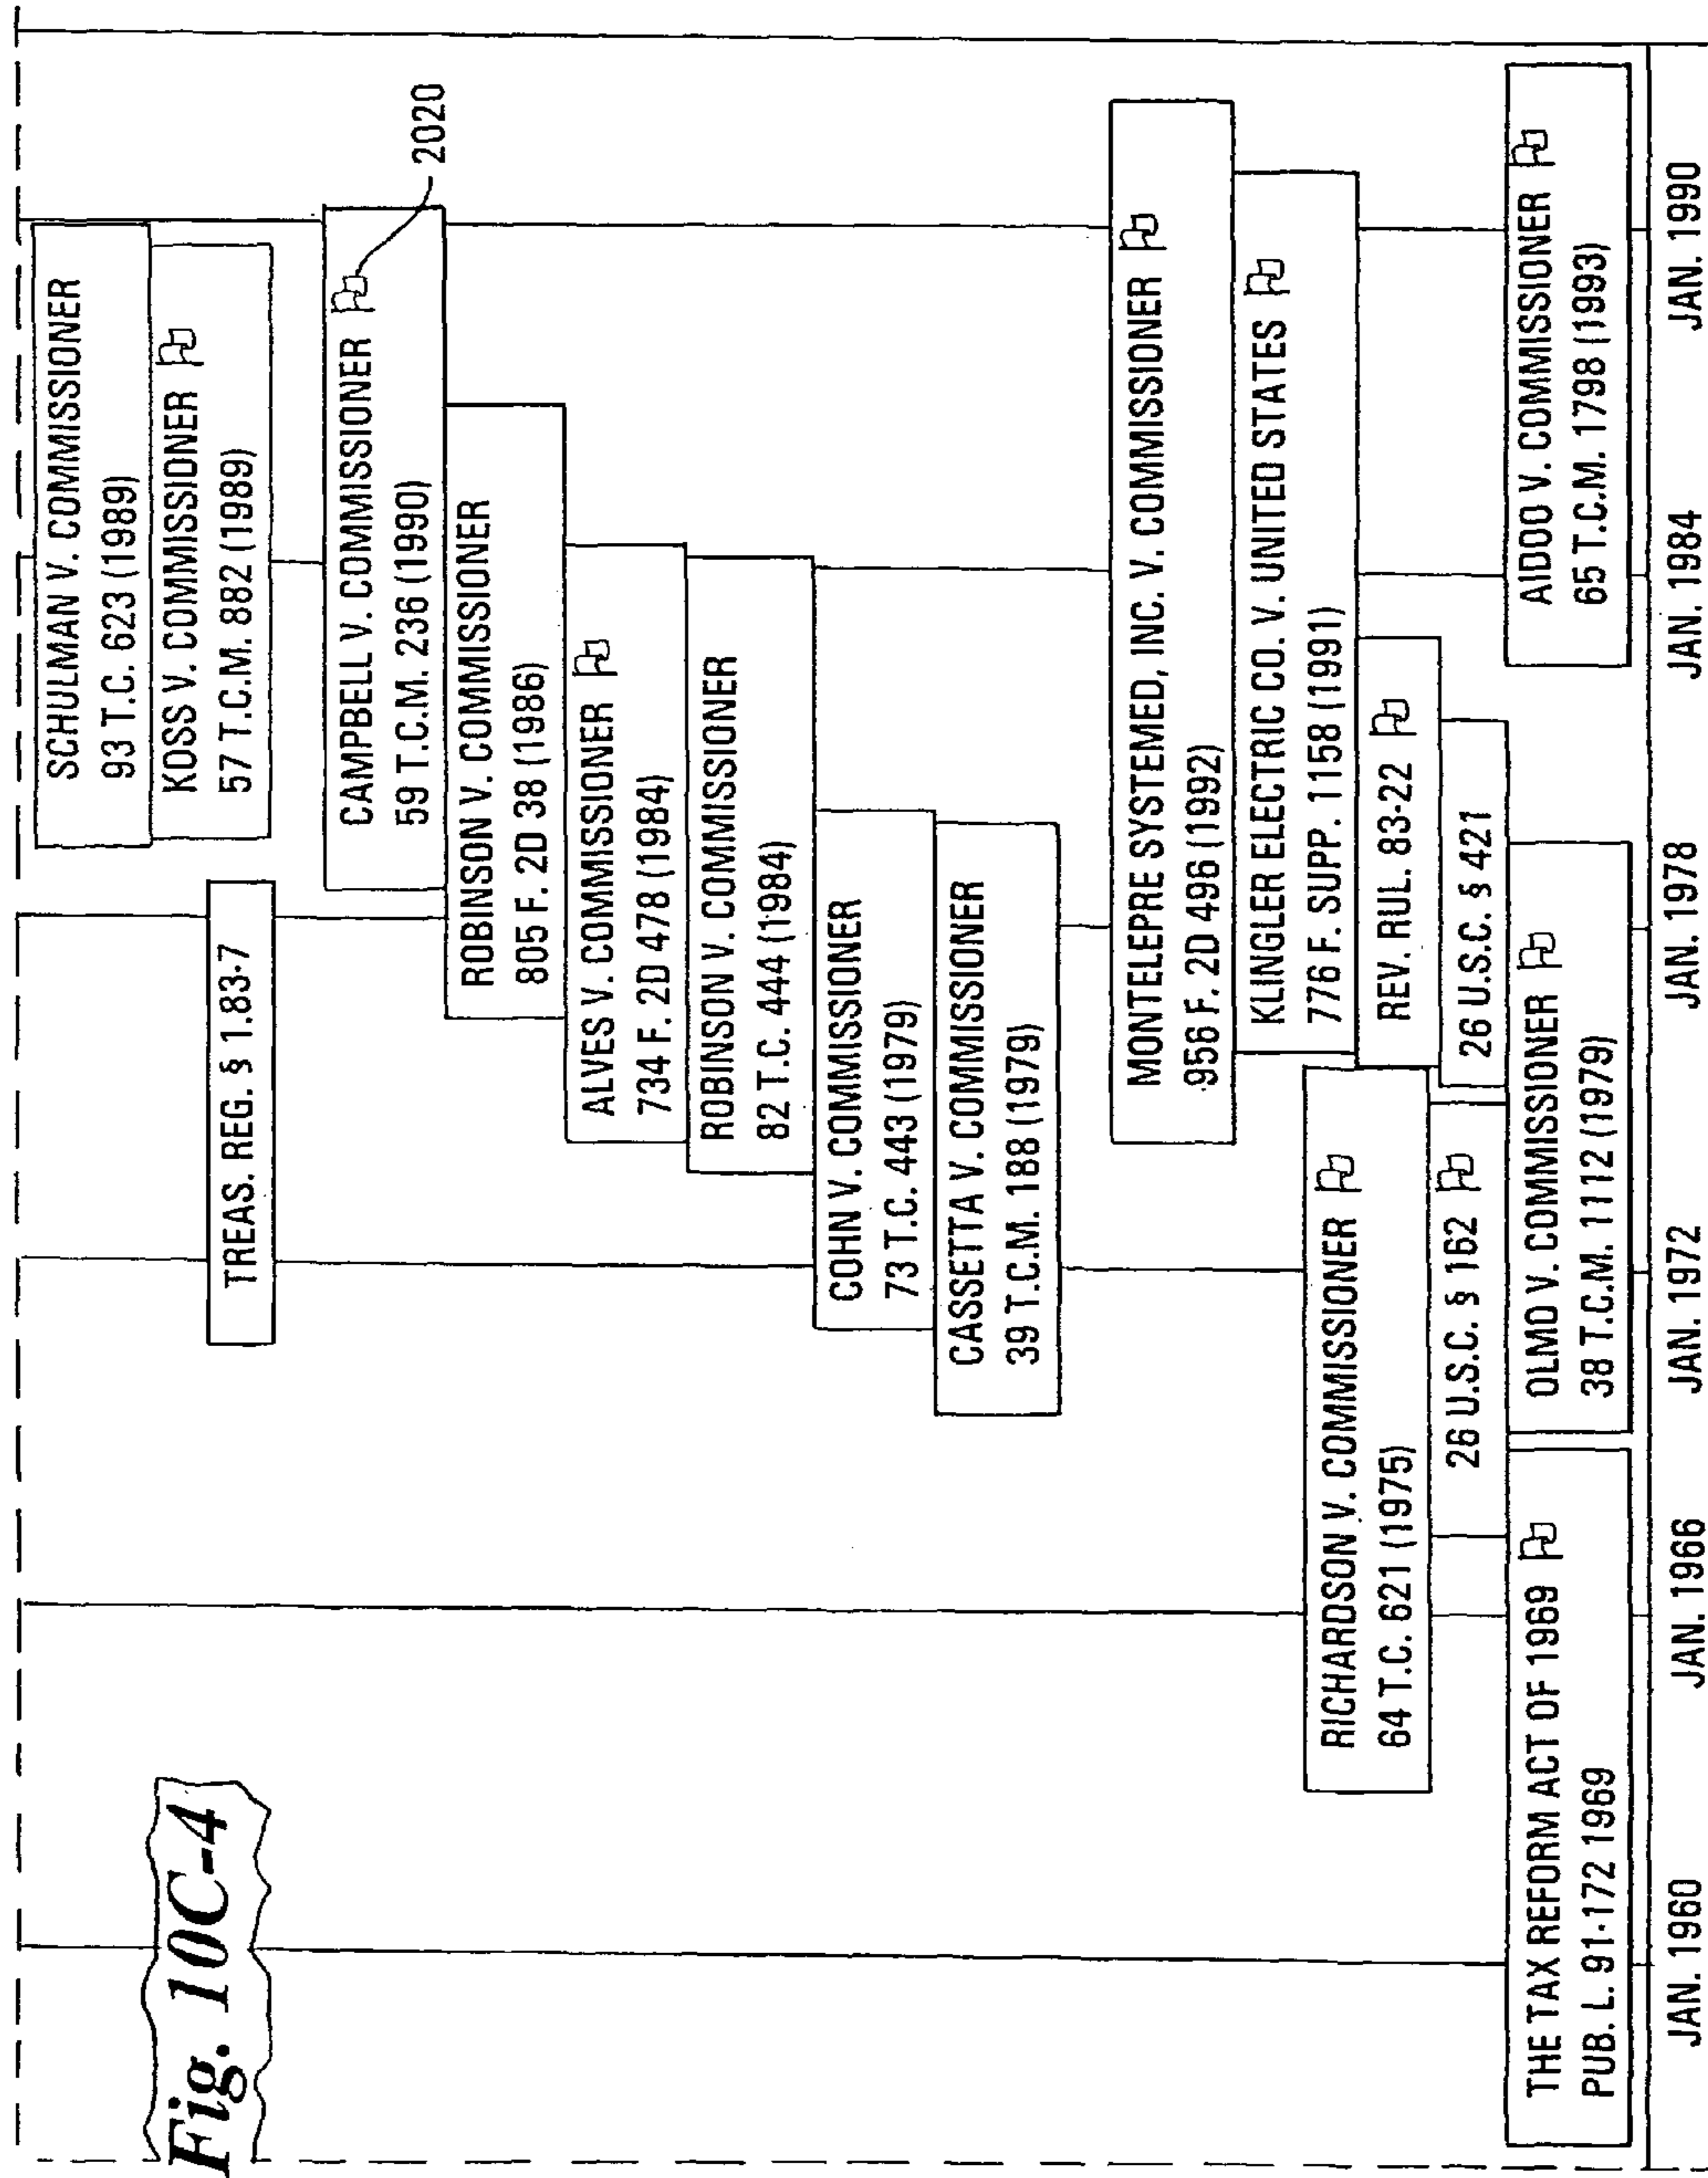 Fig. 10C-4
SCHULMAN V. COMMISSIONER
93 T.C. 623 (1989)
KOSS V. COMMISSIONER
57 T.C.M. 882 (1989)
TREAS. REG. § 1.83-7
CAMPBELL V. COMMISSIONER
59 T.C.M. 236 (1990)
2020
ROBINSON V. COMMISSIONER
805 F. 2D 38 (1986)
ALVES V. COMMISSIONER
734 F. 2D 478 (1984)
ROBINSON V. COMMISSIONER
82 T.C. 444 (1984)
COHN V. COMMISSIONER
73 T.C. 443 (1979)
CASSETTA V. COMMISSIONER
39 T.C.M. 188 (1979)
MONTELEPRE SYSTEMED, INC. V. COMMISSIONER
956 F. 2D 496 (1992)
KLINGLER ELECTRIC CO. V. UNITED STATES
776 F. SUPP. 1158 (1991)
RICHARDSON V. COMMISSIONER
64 T.C. 621 (1975)
REV. RUL. 83-22
26 U.S.C. § 162
26 U.S.C. § 421
THE TAX REFORM ACT OF 1969
PUB. L. 91-172 1969
OLMO V. COMMISSIONER
38 T.C.M. 1112 (1979)
AIDOO V. COMMISSIONER
65 T.C.M. 1798 (1993)
JAN. 1960 JAN. 1966 JAN. 1972 JAN. 1978 JAN. 1984 JAN. 1990